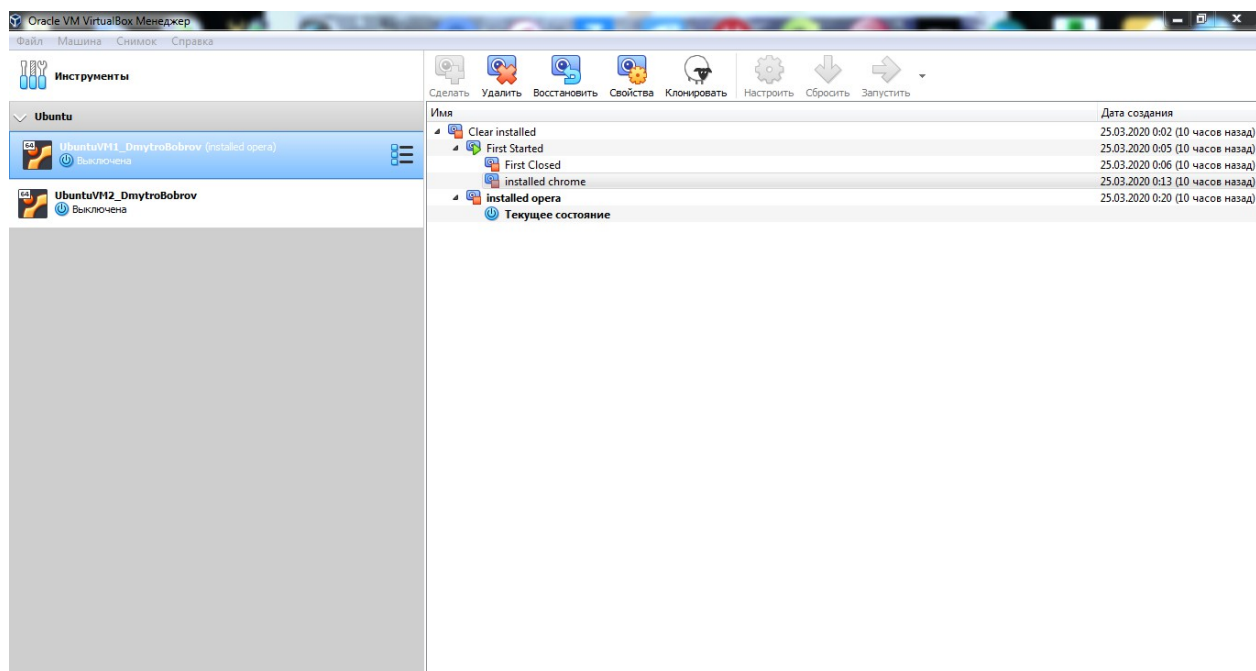 Oracle VM VirtualBox Менеджер
Файл Машина Снимок Справка
Инструменты
Сделать Удалить Восстановить Свойства Клонировать Настроить Сбросить Запустить
Ubuntu
64 UbuntuVM1_DmytroBobrov (installed opera)
Выключена
64 UbuntuVM2_DmytroBobrov
Выключена
Имя Дата создания
Clear installed 25.03.2020 0:02 (10 часов назад)
First Started 25.03.2020 0:05 (10 часов назад)
First Closed 25.03.2020 0:06 (10 часов назад)
installed chrome 25.03.2020 0:13 (10 часов назад)
installed opera 25.03.2020 0:20 (10 часов назад)
Текущее состояние